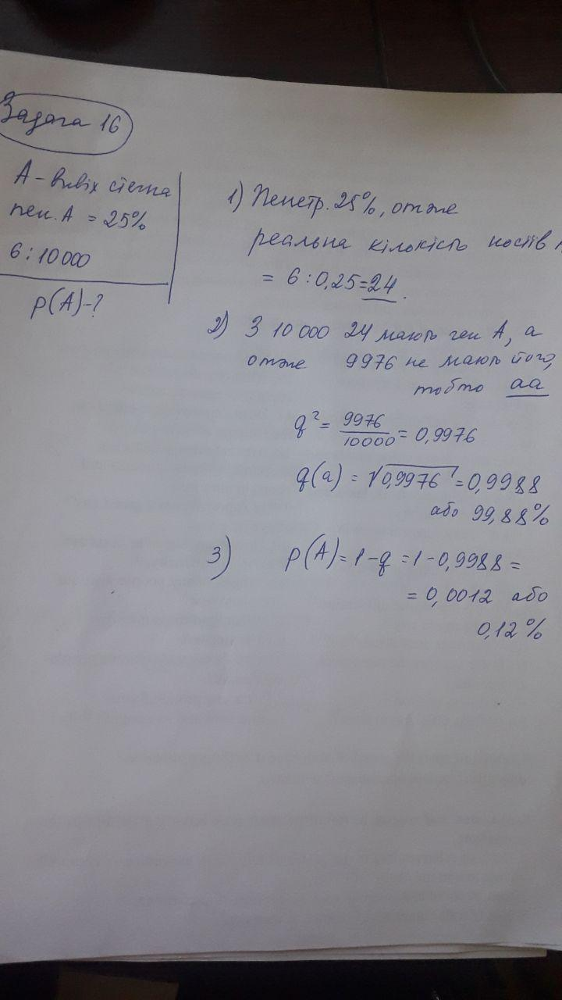 Задача 16
А – вивіх стегна
пен. А = 25%
6 : 10 000
p(A) – ?
1) Пенетр. 25%, отже
реальна кількість носіїв
= 6 : 0,25 = 24.
2) З 10 000 24 мають ген А, а
отже 9976 не мають його,
тобто аа
q² = 9976/10000 = 0,9976
q(a) = √0,9976 = 0,9988
або 99,88%
3) p(A) = 1 – q = 1 – 0,9988 =
= 0,0012 або
0,12%